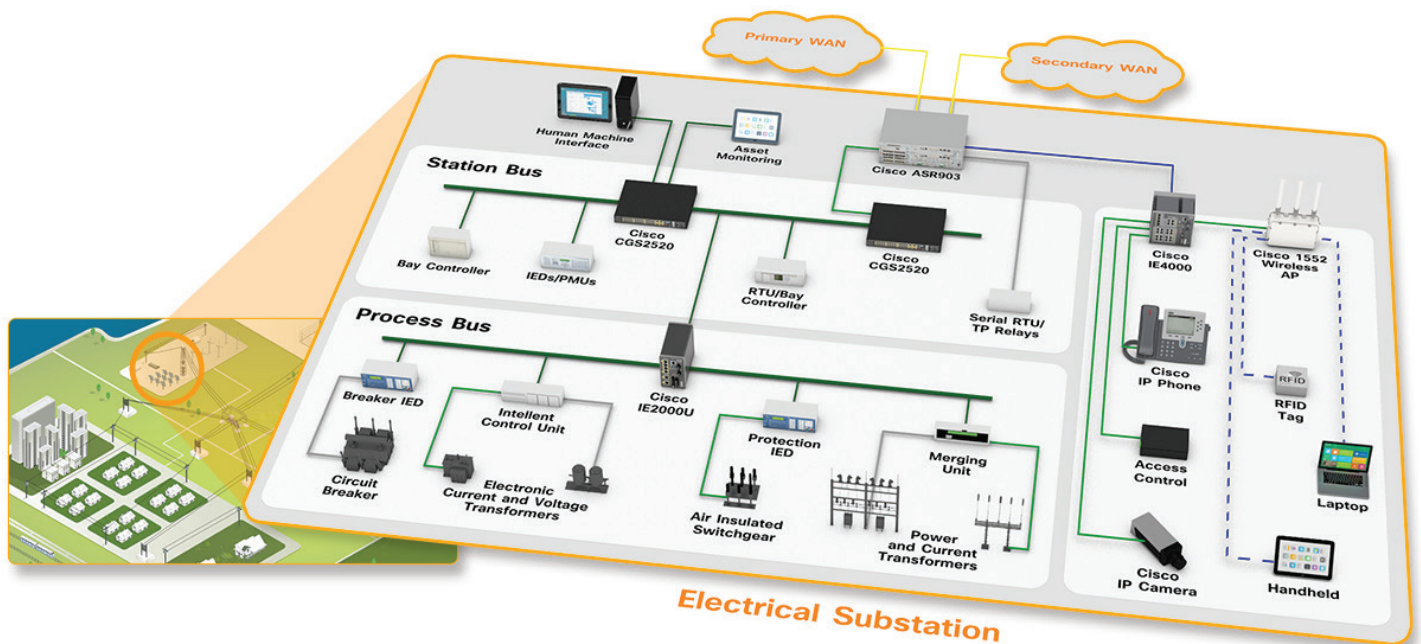 Primary WAN
Secondary WAN
Human Machine
Interface
Asset
Monitoring
Cisco ASR903
Station Bus
Cisco
CGS2520
Cisco
CGS2520
Bay Controller
IEDs/PMUs
RTU/Bay
Controller
Serial RTU/
TP Relays
Cisco
IE4000
Cisco 1552
Wireless
AP
Process Bus
Breaker IED
Intellent
Control Unit
Cisco
IE2000U
Protection
IED
Merging
Unit
Circuit
Breaker
Electronic
Current and Voltage
Transformers
Air Insulated
Switchgear
Power
and Current
Transformers
Cisco
IP Phone
RFID
RFID
Tag
Access
Control
Laptop
Cisco
IP Camera
Handheld
Electrical Substation